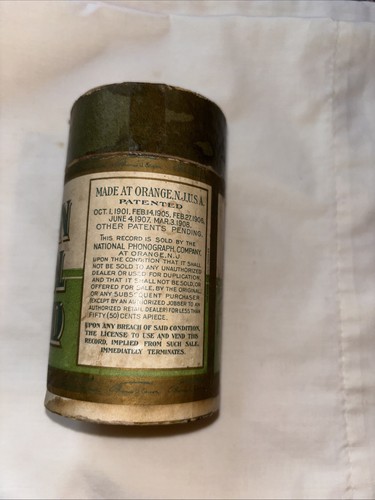 MADE AT ORANGE, N.J. U.S.A.
PATENTED
OCT. 1, 1901, FEB. 14, 1905, FEB. 27, 1906,
JUNE 4, 1907, MAR. 3, 1908.
OTHER PATENTS PENDING.
THIS RECORD IS SOLD BY THE
NATIONAL PHONOGRAPH COMPANY,
AT ORANGE, N.J.
UPON THE CONDITION THAT IT SHALL
NOT BE SOLD TO ANY UNAUTHORIZED
DEALER OR USED FOR DUPLICATION,
AND THAT IT SHALL NOT BE SOLD, OR
OFFERED FOR SALE, BY THE ORIGINAL
OR ANY SUBSEQUENT PURCHASER
(EXCEPT BY AN AUTHORIZED JOBBER TO AN
AUTHORIZED RETAIL DEALER) FOR LESS THAN
FIFTY (50) CENTS APIECE.
UPON ANY BREACH OF SAID CONDITION,
THE LICENSE TO USE AND VEND THIS
RECORD, IMPLIED FROM SUCH SALE,
IMMEDIATELY TERMINATES.